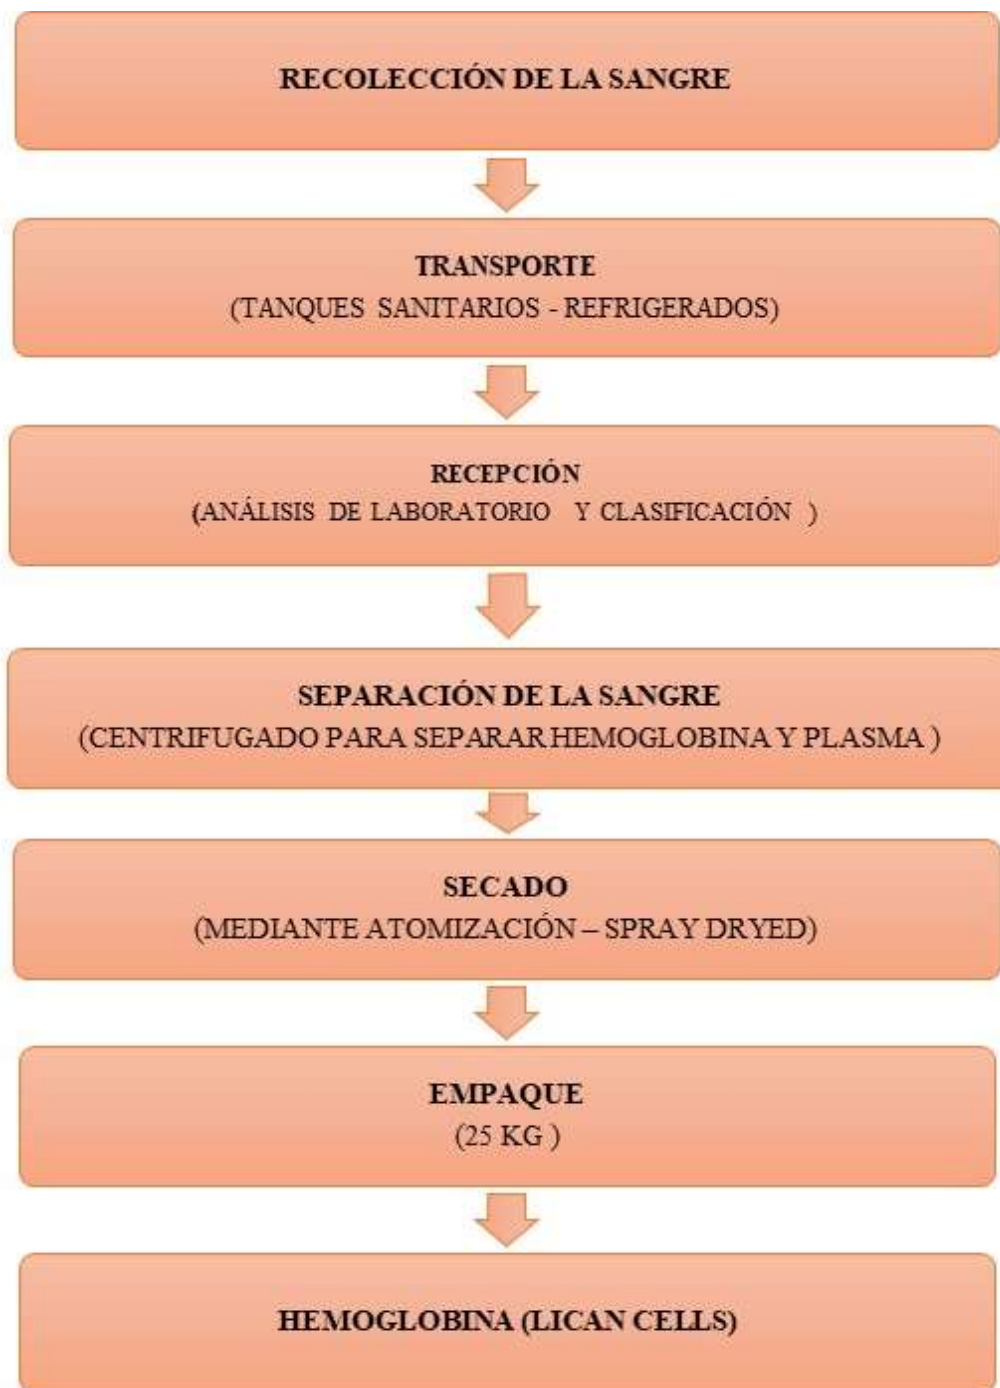 RECOLECCIÓN DE LA SANGRE
TRANSPORTE
(TANQUES SANITARIOS - REFRIGERADOS)
RECEPCIÓN
(ANÁLISIS DE LABORATORIO Y CLASIFICACIÓN )
SEPARACIÓN DE LA SANGRE
(CENTRIFUGADO PARA SEPARAR HEMOGLOBINA Y PLASMA )
SECADO
(MEDIANTE ATOMIZACIÓN – SPRAY DRYED)
EMPAQUE
(25 KG )
HEMOGLOBINA (LICAN CELLS)